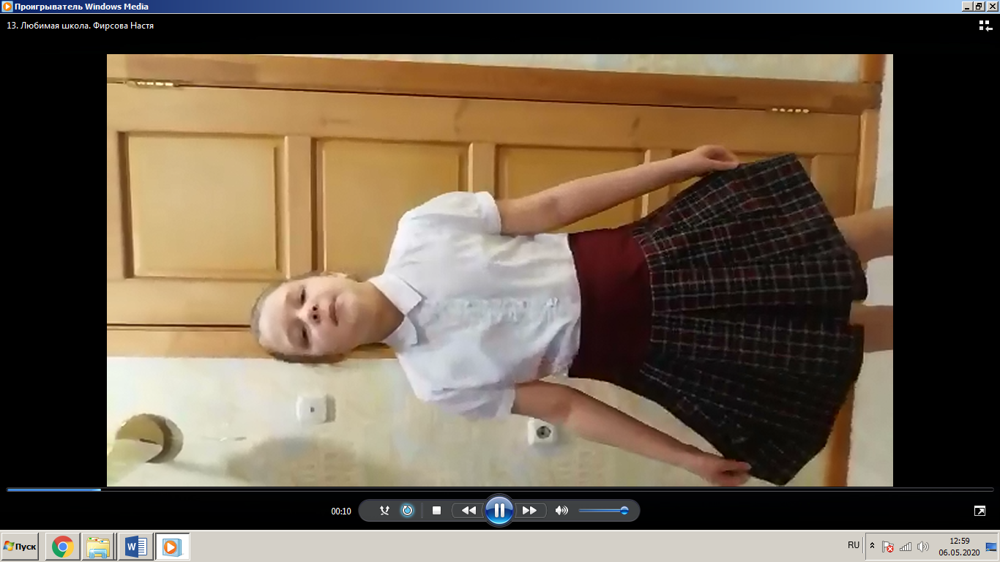 Проигрыватель Windows Media
13. Любимая школа. Фирсова Настя
00:10
Пуск
RU
12:59
06.05.2020